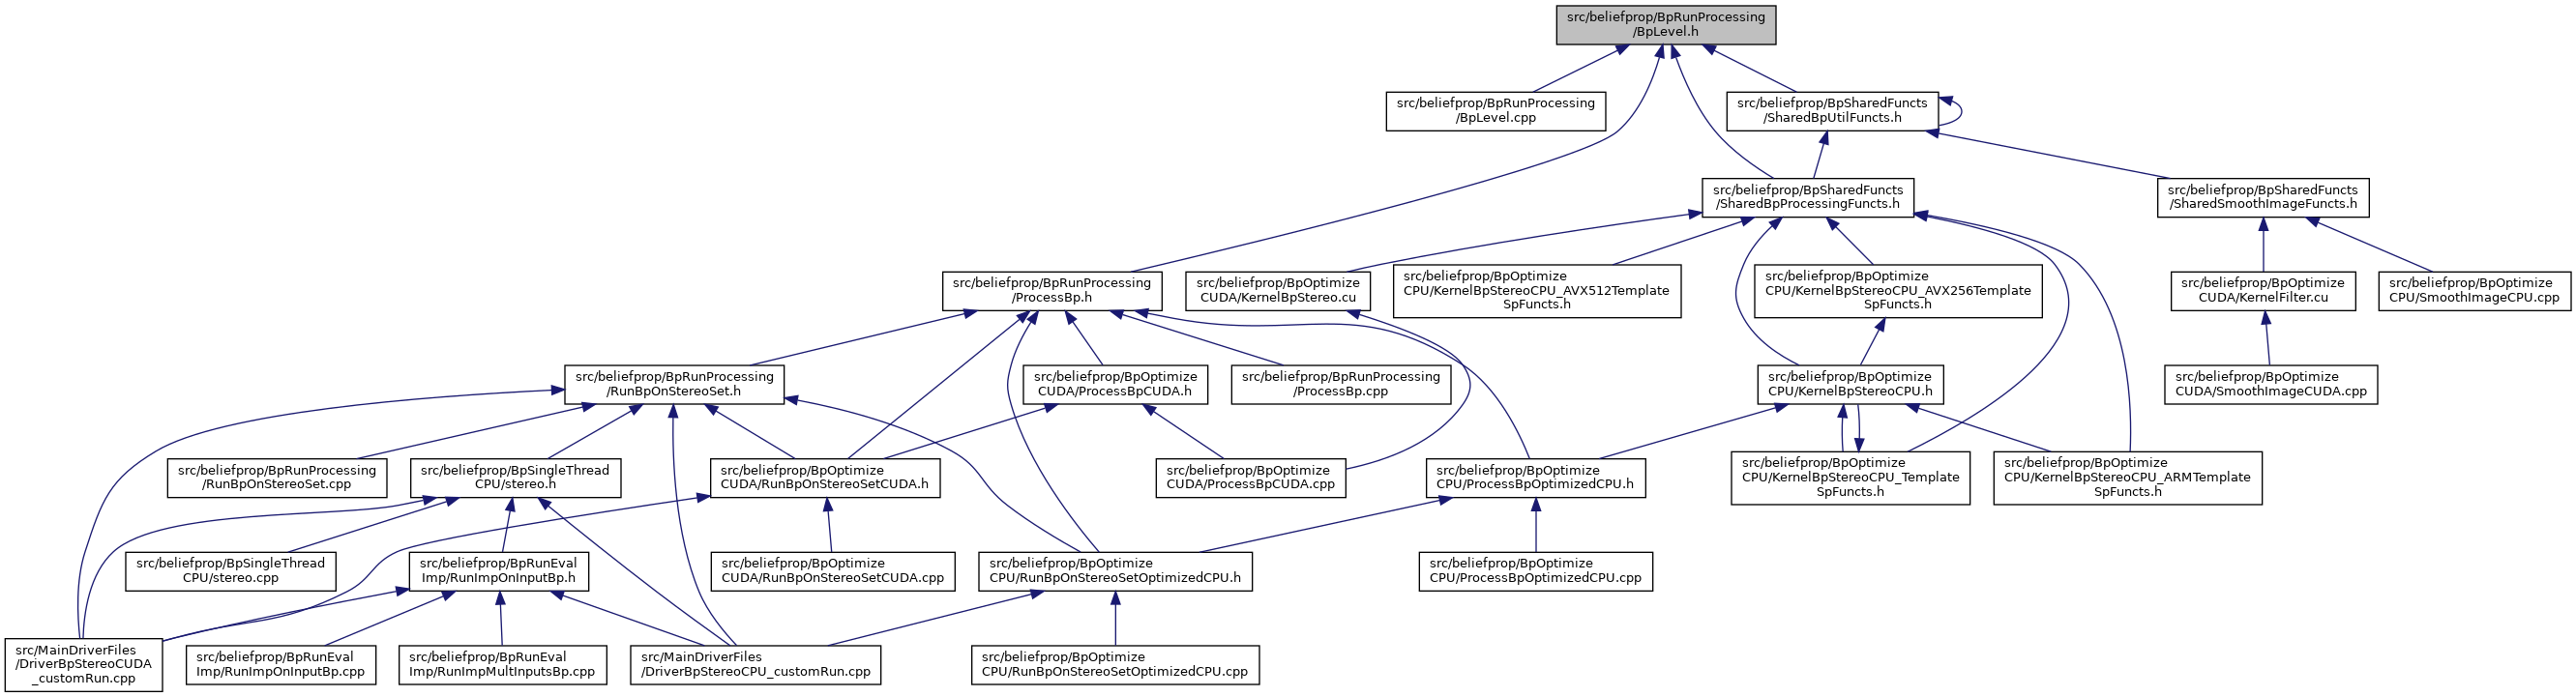 src/beliefprop/BpRunProcessing
/BpLevel.h
src/beliefprop/BpRunProcessing
/BpLevel.cpp
src/beliefprop/BpSharedFuncts
/SharedBpUtilFuncts.h
src/beliefprop/BpSharedFuncts
/SharedBpProcessingFuncts.h
src/beliefprop/BpSharedFuncts
/SharedSmoothImageFuncts.h
src/beliefprop/BpRunProcessing
/ProcessBp.h
src/beliefprop/BpOptimize
CUDA/KernelBpStereo.cu
src/beliefprop/BpOptimize
CPU/KernelBpStereoCPU_AVX512Template
SpFuncts.h
src/beliefprop/BpOptimize
CPU/KernelBpStereoCPU_AVX256Template
SpFuncts.h
src/beliefprop/BpOptimize
CUDA/KernelFilter.cu
src/beliefprop/BpOptimize
CPU/SmoothImageCPU.cpp
src/beliefprop/BpRunProcessing
/RunBpOnStereoSet.h
src/beliefprop/BpOptimize
CUDA/ProcessBpCUDA.h
src/beliefprop/BpRunProcessing
/ProcessBp.cpp
src/beliefprop/BpOptimize
CPU/KernelBpStereoCPU.h
src/beliefprop/BpOptimize
CUDA/SmoothImageCUDA.cpp
src/beliefprop/BpRunProcessing
/RunBpOnStereoSet.cpp
src/beliefprop/BpSingleThread
CPU/stereo.h
src/beliefprop/BpOptimize
CUDA/RunBpOnStereoSetCUDA.h
src/beliefprop/BpOptimize
CUDA/ProcessBpCUDA.cpp
src/beliefprop/BpOptimize
CPU/ProcessBpOptimizedCPU.h
src/beliefprop/BpOptimize
CPU/KernelBpStereoCPU_Template
SpFuncts.h
src/beliefprop/BpOptimize
CPU/KernelBpStereoCPU_ARMTemplate
SpFuncts.h
src/beliefprop/BpSingleThread
CPU/stereo.cpp
src/beliefprop/BpRunEval
Imp/RunImpOnInputBp.h
src/beliefprop/BpOptimize
CUDA/RunBpOnStereoSetCUDA.cpp
src/beliefprop/BpOptimize
CPU/RunBpOnStereoSetOptimizedCPU.h
src/beliefprop/BpOptimize
CPU/ProcessBpOptimizedCPU.cpp
src/MainDriverFiles
/DriverBpStereoCUDA
_customRun.cpp
src/beliefprop/BpRunEval
Imp/RunImpOnInputBp.cpp
src/beliefprop/BpRunEval
Imp/RunImpMultInputsBp.cpp
src/MainDriverFiles
/DriverBpStereoCPU_customRun.cpp
src/beliefprop/BpOptimize
CPU/RunBpOnStereoSetOptimizedCPU.cpp